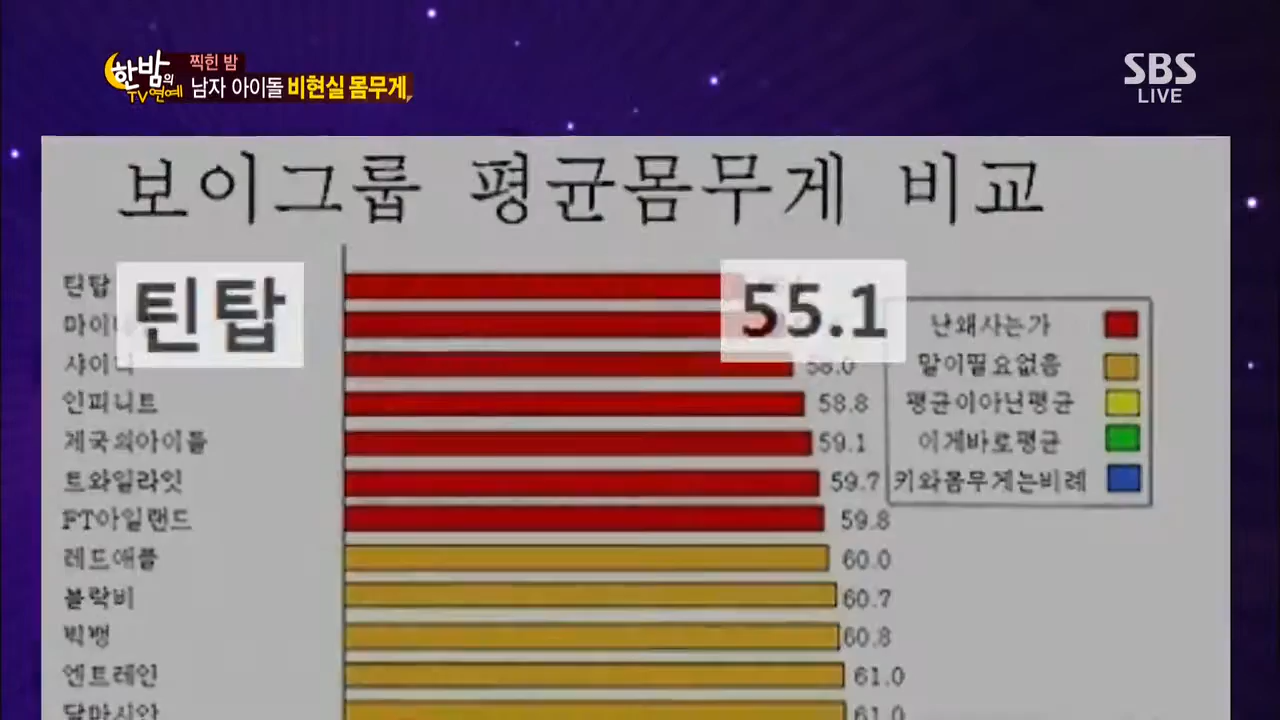 한밤의
TV연예
찍힌 밤
남자 아이돌 비현실 몸무게
SBS
LIVE
보이그룹 평균몸무게 비교
틴탑
틴탑
55.1
난왜사는가
샤이니 58.0
말이필요없음
인피니트 58.8
평균이아닌평균
제국의아이돌 59.1
이게바로평균
트와일라잇 59.7
키와몸무게는비례
FT아일랜드 59.8
레드애플 60.0
블락비 60.7
빅뱅 60.8
엔트레인 61.0
달마시안 61.0